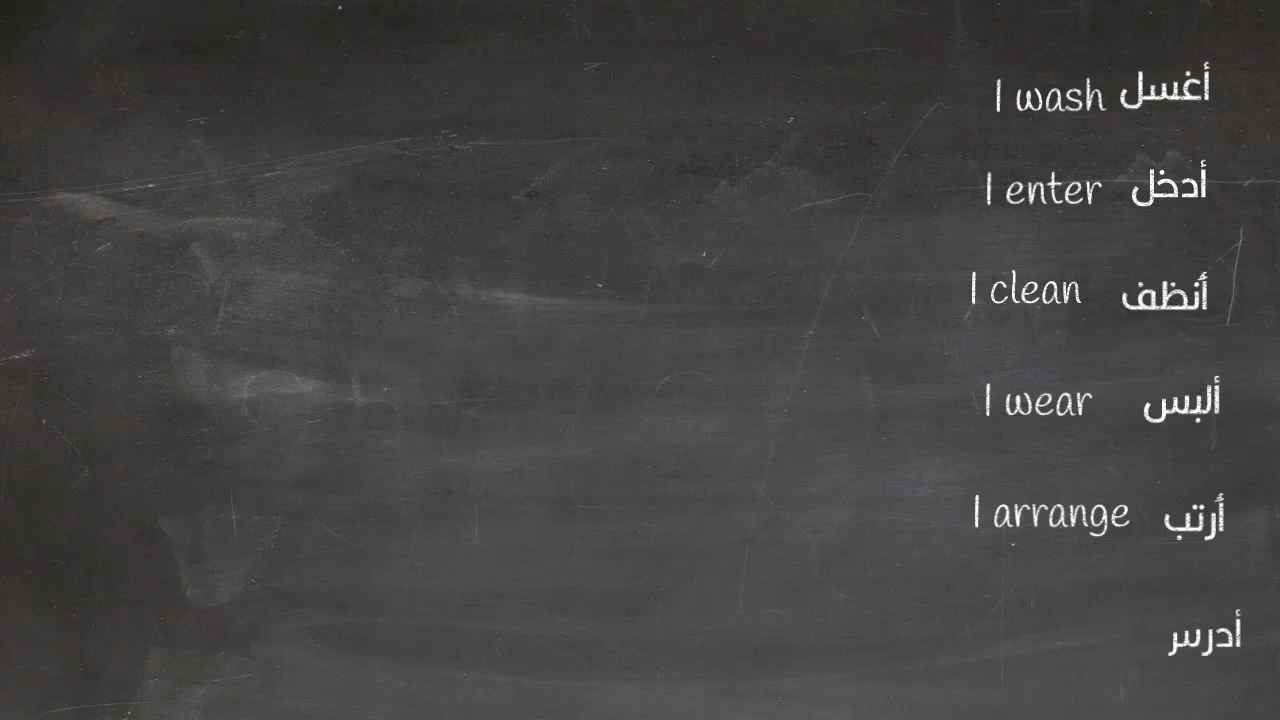 I wash أغسل
I enter أدخل
I clean أنظف
I wear ألبس
I arrange أرتب
أدرس